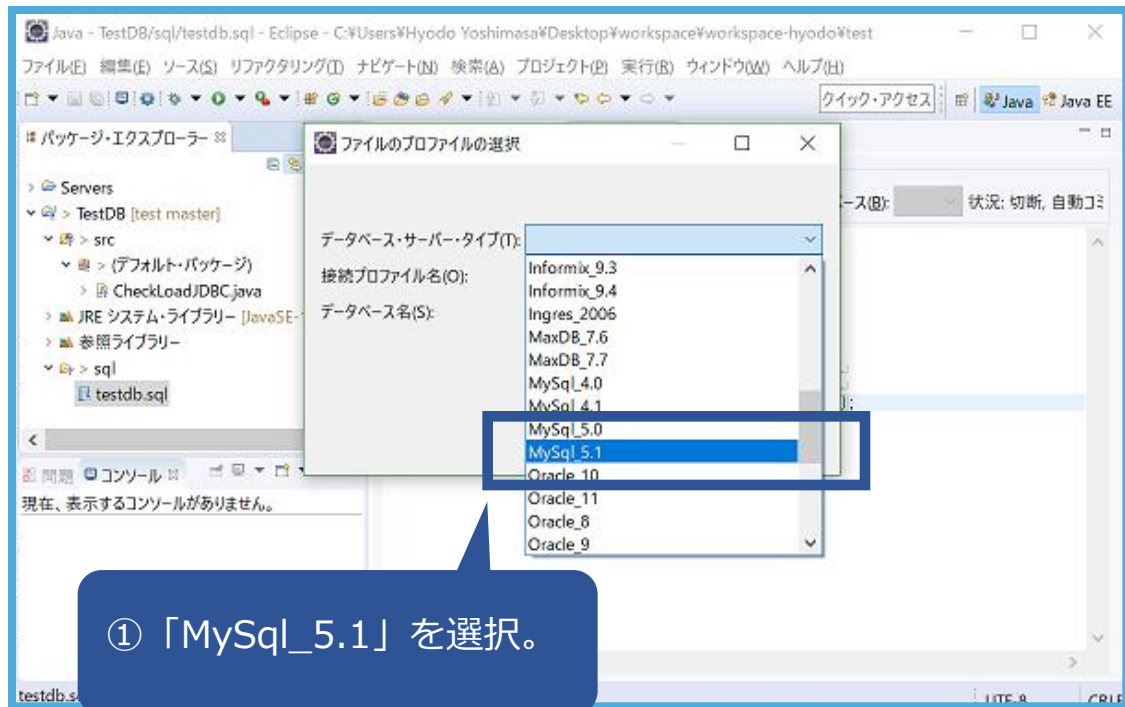 Java - TestDB/sql/testdb.sql - Eclipse - C:¥Users¥Hyodo Yoshimasa¥Desktop¥workspace¥workspace-hyodo¥test
ファイル(F) 編集(E) ソース(S) リファクタリング(T) ナビゲート(N) 検索(A) プロジェクト(P) 実行(R) ウィンドウ(W) ヘルプ(H)
クイック・アクセス
Java
Java EE
パッケージ・エクスプローラー
Servers
> TestDB [test master]
> src
> (デフォルト・パッケージ)
CheckLoadJDBC.java
JRE システム・ライブラリー [JavaSE-
参照ライブラリー
> sql
testdb.sql
ファイルのプロファイルの選択
データベース・サーバー・タイプ(T):
接続プロファイル名(O):
データベース名(S):
Informix_9.3
Informix_9.4
Ingres_2006
MaxDB_7.6
MaxDB_7.7
MySql_4.0
MySql_4.1
MySql_5.0
MySql_5.1
Oracle_10
Oracle_11
Oracle_8
Oracle_9
ース(B):
状況: 切断, 自動コミ
);
問題
コンソール
現在、表示するコンソールがありません。
①「MySql_5.1」を選択。
testdb.s
UTF-8
CRLF